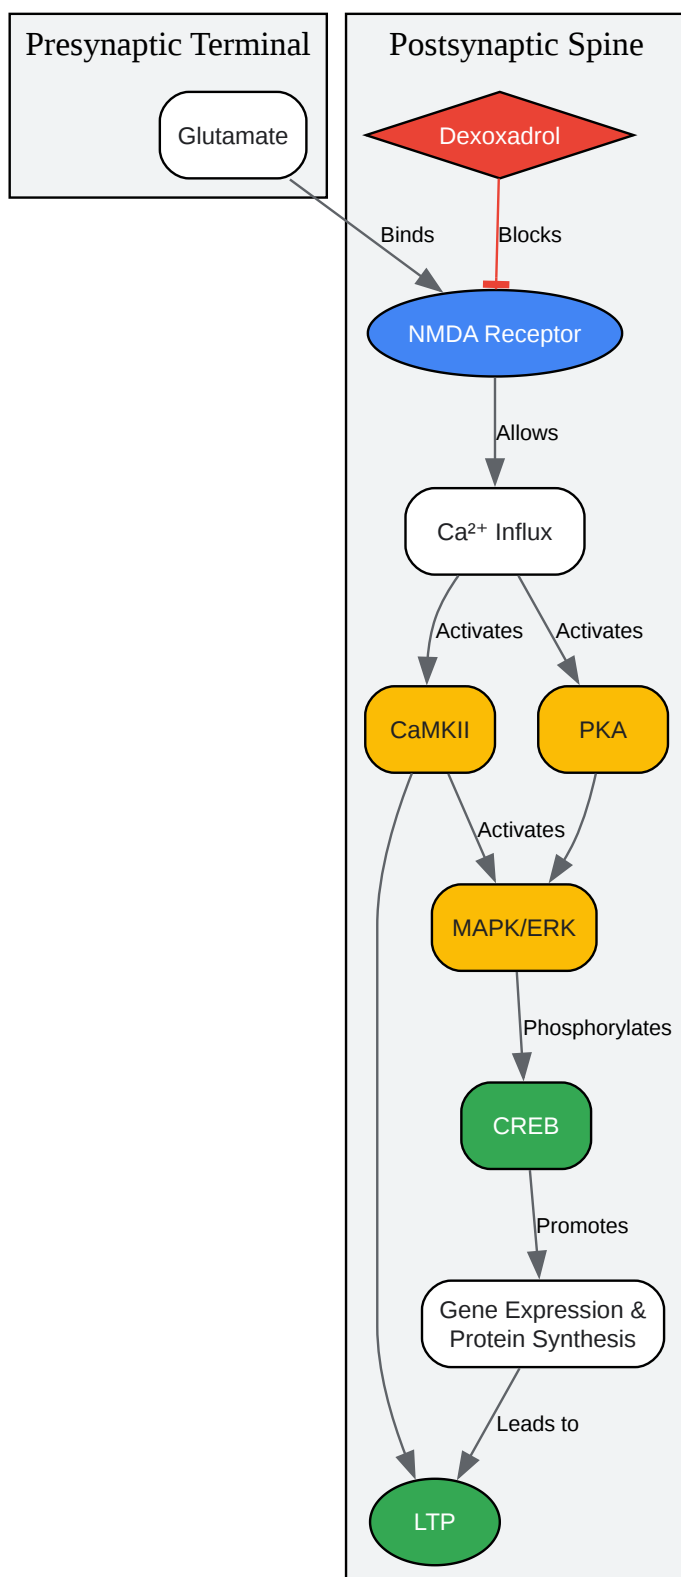 Presynaptic Terminal
Postsynaptic Spine
Glutamate
Dexoxadrol
Binds
Blocks
NMDA Receptor
Allows
Ca²⁺ Influx
Activates
Activates
CaMKII
PKA
Activates
MAPK/ERK
Phosphorylates
CREB
Promotes
Gene Expression &
Protein Synthesis
Leads to
LTP